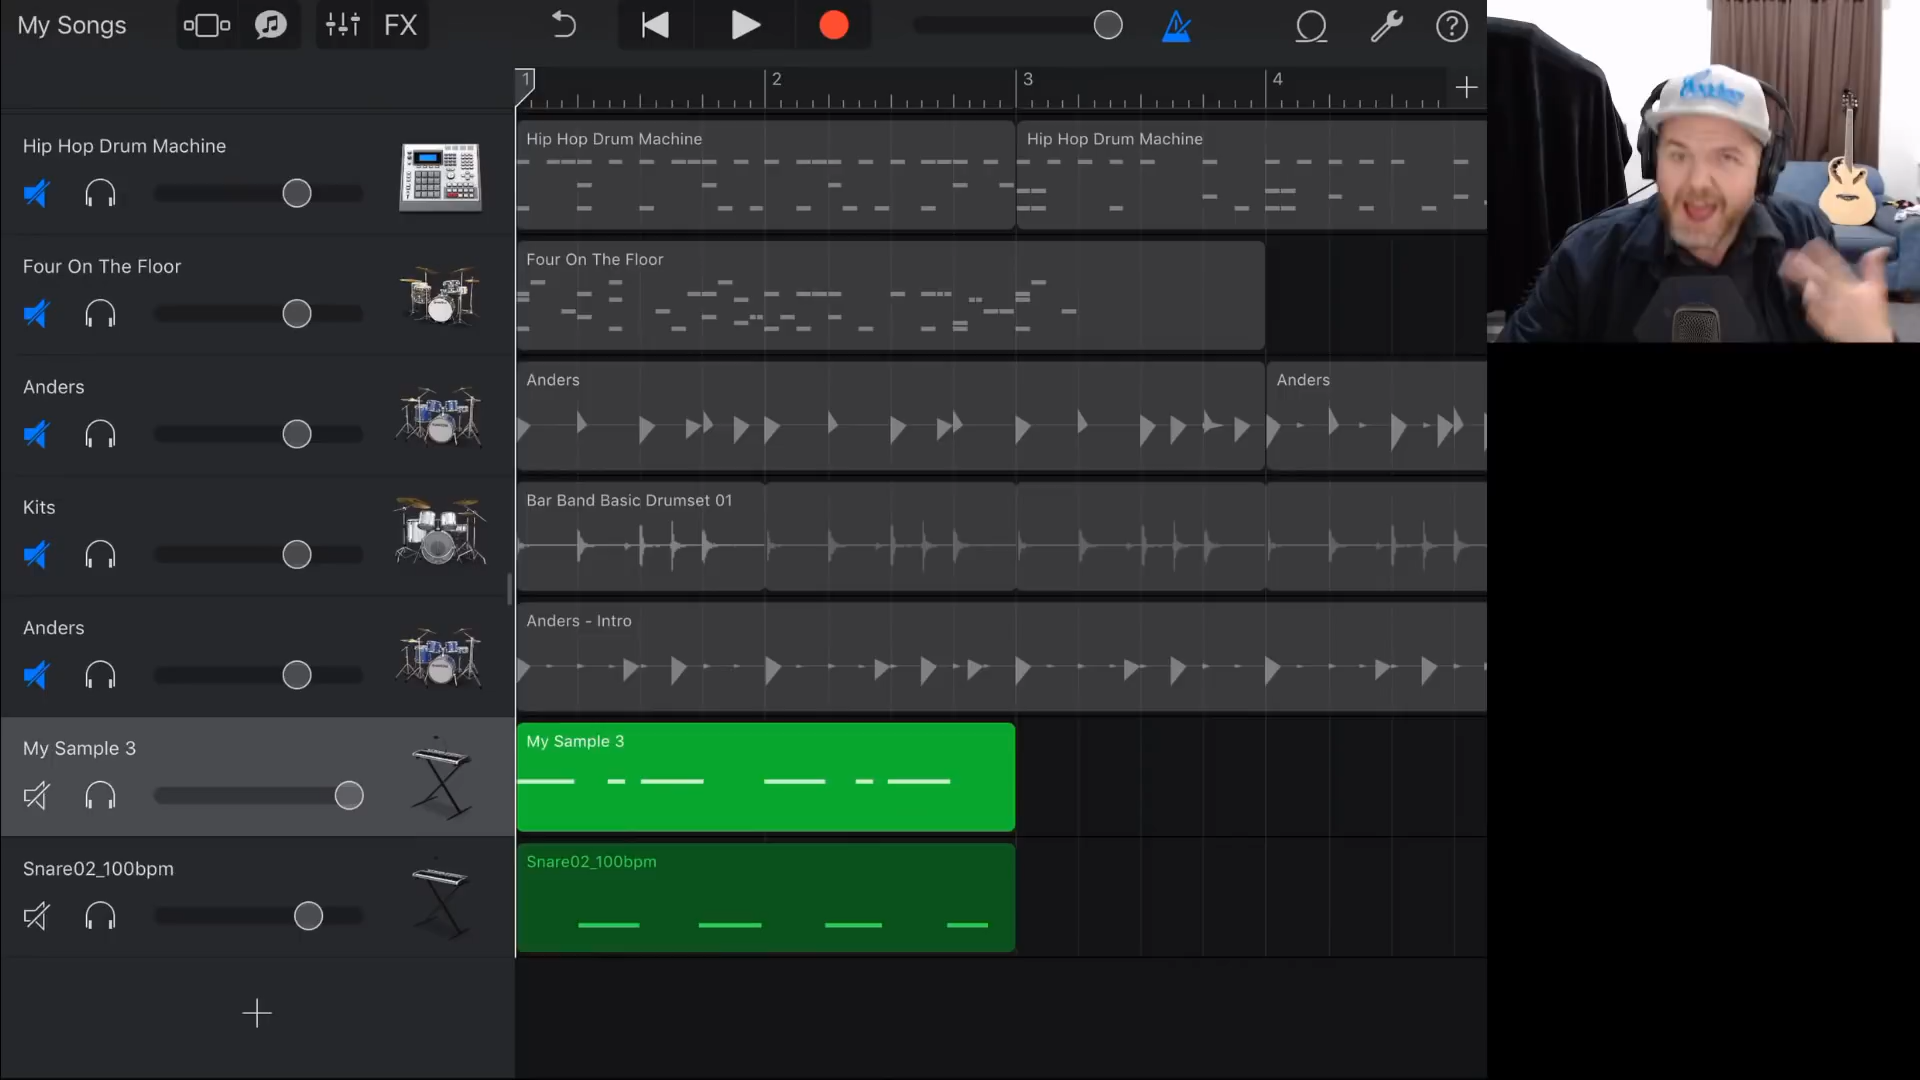 My Songs
FX
1
2
3
4
Hip Hop Drum Machine
Hip Hop Drum Machine
Hip Hop Drum Machine
Four On The Floor
Four On The Floor
Anders
Anders
Anders
Kits
Bar Band Basic Drumset 01
Anders
Anders - Intro
My Sample 3
My Sample 3
Snare02_100bpm
Snare02_100bpm